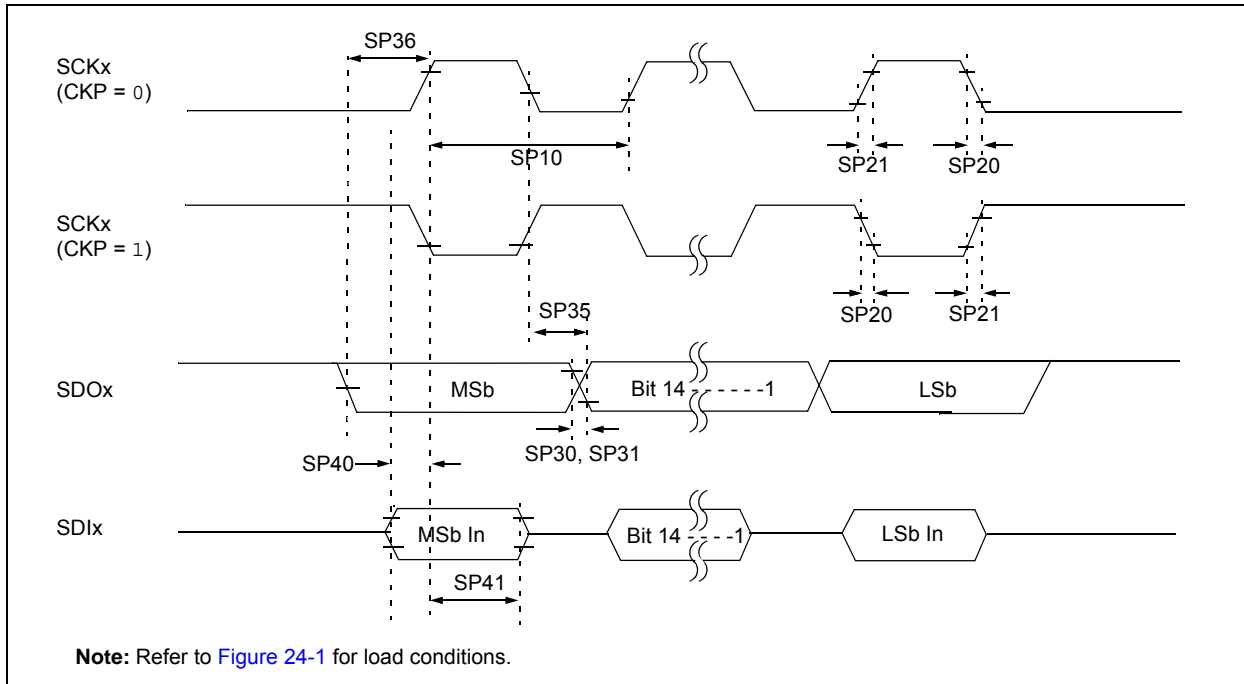 SP36
SCKx
(CKP = 0)
SP10
SP21
SP20
SCKx
(CKP = 1)
SP35
SP20
SP21
SDOx
MSb
Bit 14 - - - - - -1
LSb
SP30, SP31
SP40
SDIx
MSb In
Bit 14 - - - - -1
LSb In
SP41
Note: Refer to Figure 24-1 for load conditions.